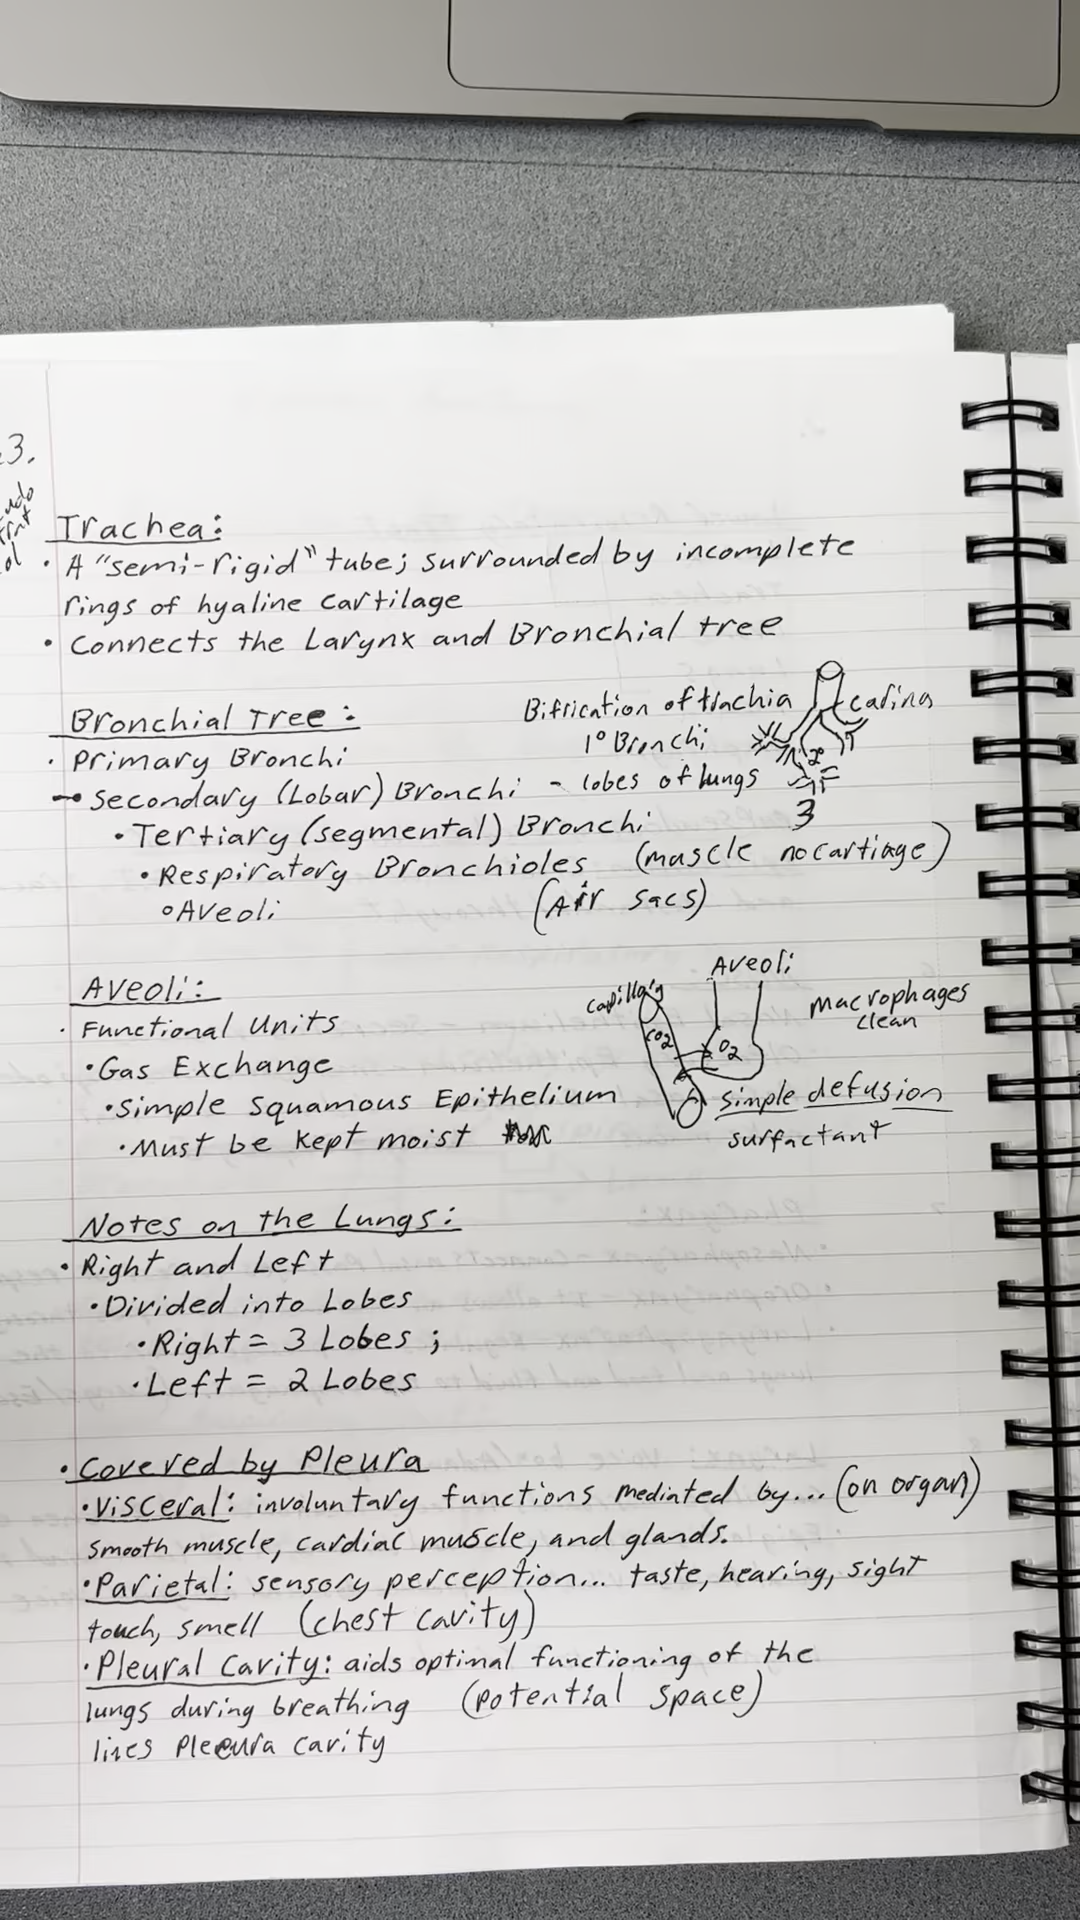 3.
Trachea:
· A "semi-rigid" tube; surrounded by incomplete
rings of hyaline cartilage
· Connects the Larynx and Bronchial tree
Bifrication of trachia
carina
Bronchial Tree:
1° Bronchi
· Primary Bronchi
2°
→ Secondary (Lobar) Bronchi - lobes of lungs
3
· Tertiary (segmental) Bronchi
· Respiratory Bronchioles (muscle no cartiage)
∘ Aveoli (Air sacs)
Aveoli:
Aveoli
capillary
macrophages
clean
· Functional Units
CO2
O2
· Gas Exchange
· Simple Squamous Epithelium
simple defusion
· Must be kept moist
surfactant
Notes on the Lungs:
· Right and Left
· Divided into Lobes
· Right = 3 Lobes ;
· Left = 2 Lobes
· Covered by Pleura
· Visceral: involuntary functions mediated by... (on organ)
smooth muscle, cardiac muscle, and glands.
· Parietal: sensory perception... taste, hearing, sight
touch, smell (chest cavity)
· Pleural Cavity: aids optimal functioning of the
lungs during breathing (potential space)
lines Pleeura cavity